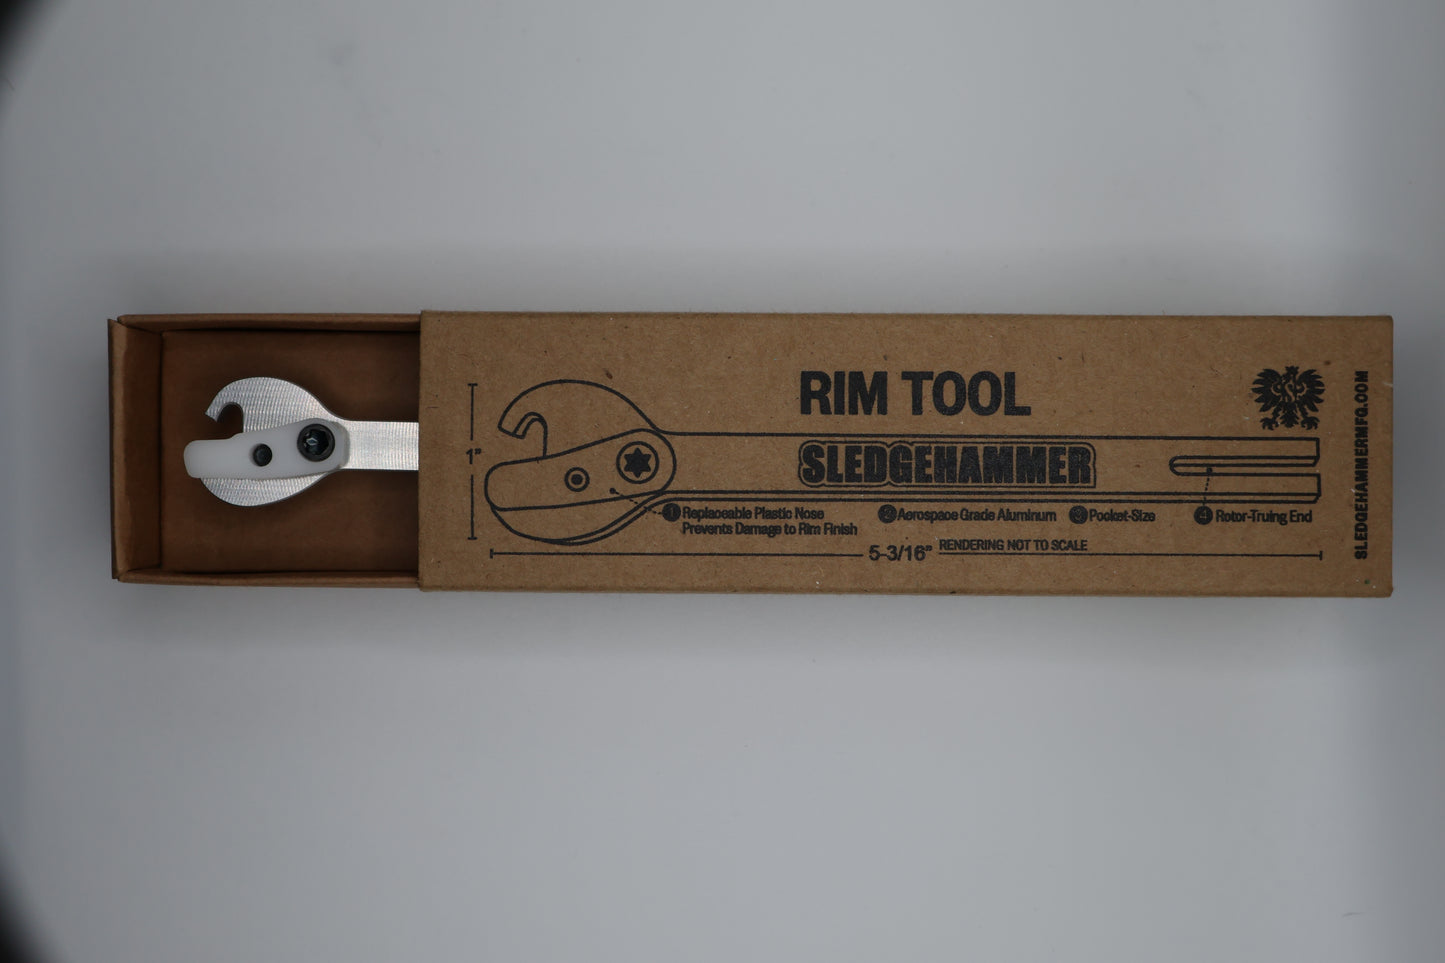 RIM TOOL
SLEDGEHAMMER
1"
1 Replaceable Plastic Nose
Prevents Damage to Rim Finish
2 Aerospace Grade Aluminum
3 Pocket-Size
4 Rotor-Truing End
5-3/16"
RENDERING NOT TO SCALE
SLEDGEHAMMERMFG.COM